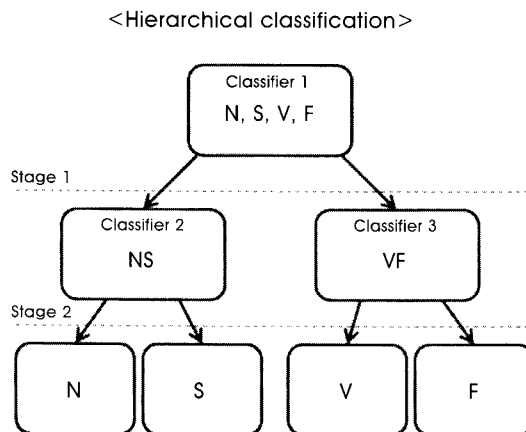 <Hierarchical classification>
Classifier 1
N, S, V, F
Stage 1
Classifier 2
NS
Classifier 3
VF
Stage 2
N
S
V
F